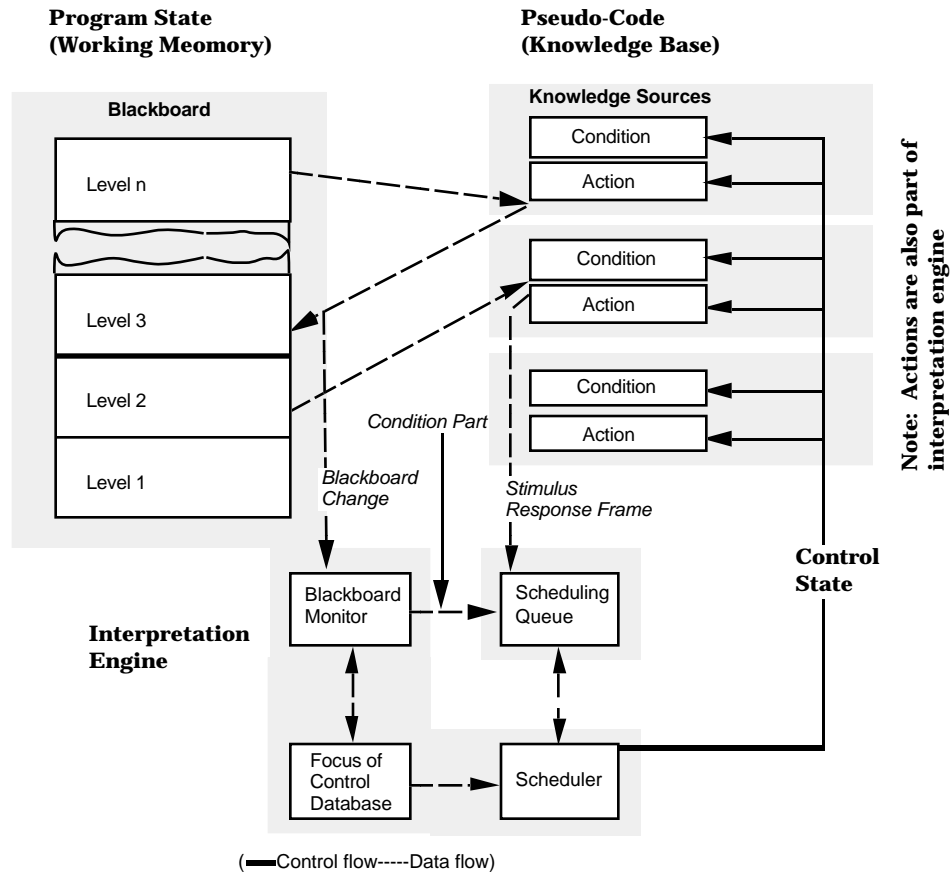 Program State
(Working Meomory)
Pseudo-Code
(Knowledge Base)
Blackboard
Level n
Level 3
Level 2
Level 1
Knowledge Sources
Condition
Action
Condition
Action
Condition
Action
Note: Actions are also part of
interpretation engine
Condition Part
Blackboard
Change
Stimulus
Response Frame
Control
State
Interpretation
Engine
Blackboard
Monitor
Scheduling
Queue
Focus of
Control
Database
Scheduler
(Control flow-----Data flow)